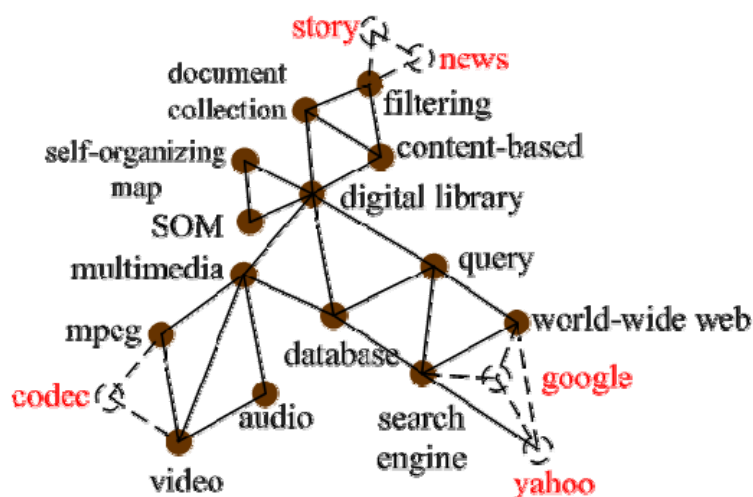 story
news
document
collection
filtering
self-organizing
map
content-based
digital library
SOM
multimedia
query
mpeg
world-wide web
database
codec
google
audio
search
engine
video
yahoo